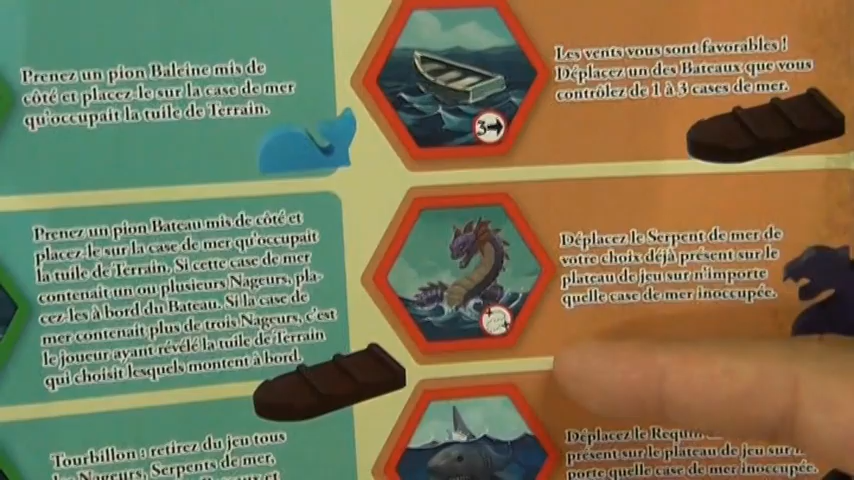 Prenez un pion Baleine mis de
côté et placez-le sur la case de mer
qu'occupait la tuile de Terrain.
Prenez un pion Bateau mis de côté et
placez-le sur la case de mer qu'occupait
la tuile de Terrain. Si cette case de mer
contenait un ou plusieurs Nageurs, pla-
cez-les à bord du Bateau. Si la case de
mer contenait plus de trois Nageurs, c'est
le joueur ayant révélé la tuile de Terrain
qui choisit lesquels montent à bord.
Tourbillon : retirez du jeu tous
les Nageurs, Serpents de mer,
3
Les vents vous sont favorables !
Déplacez un des Bateaux que vous
contrôlez de 1 à 3 cases de mer.
Déplacez le Serpent de mer de
votre choix déjà présent sur le
plateau de jeu sur n'importe
quelle case de mer inoccupée.
Déplacez le
présent sur le plateau de jeu sur
porte quelle case de mer inoccupée.